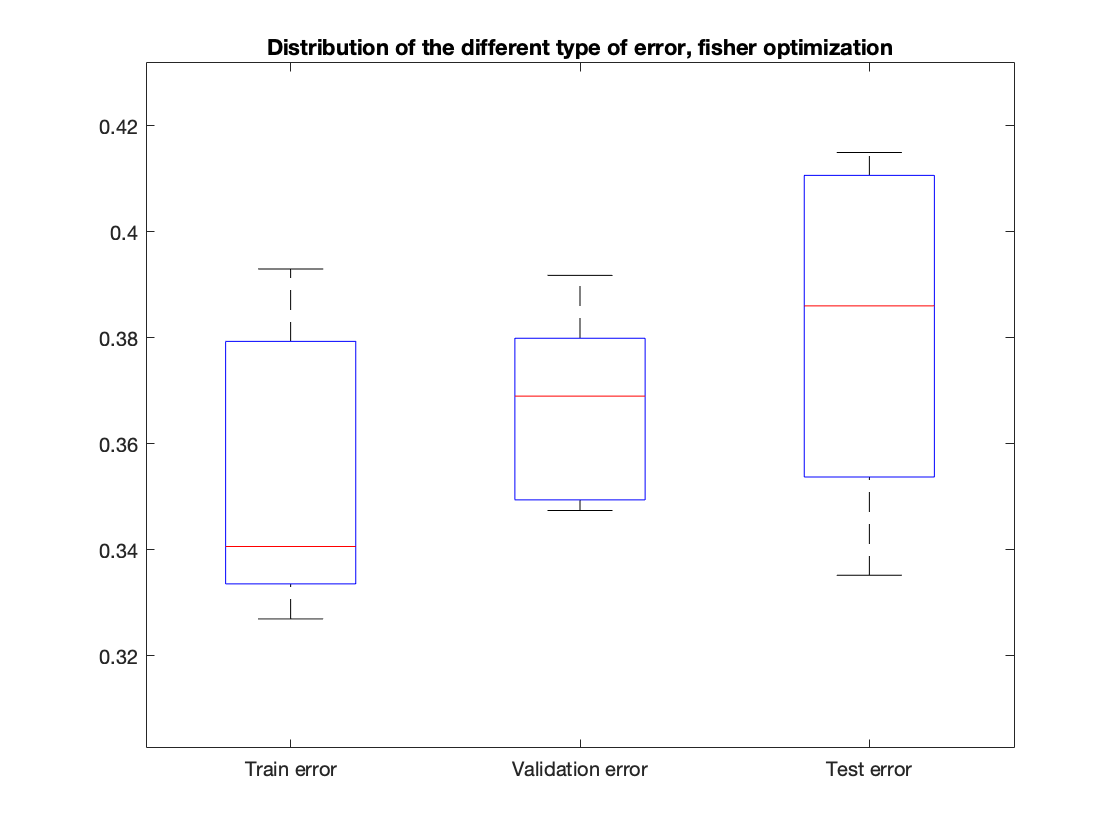 Distribution of the different type of error, fisher optimization
0.42
0.4
0.38
0.36
0.34
0.32
Train error
Validation error
Test error